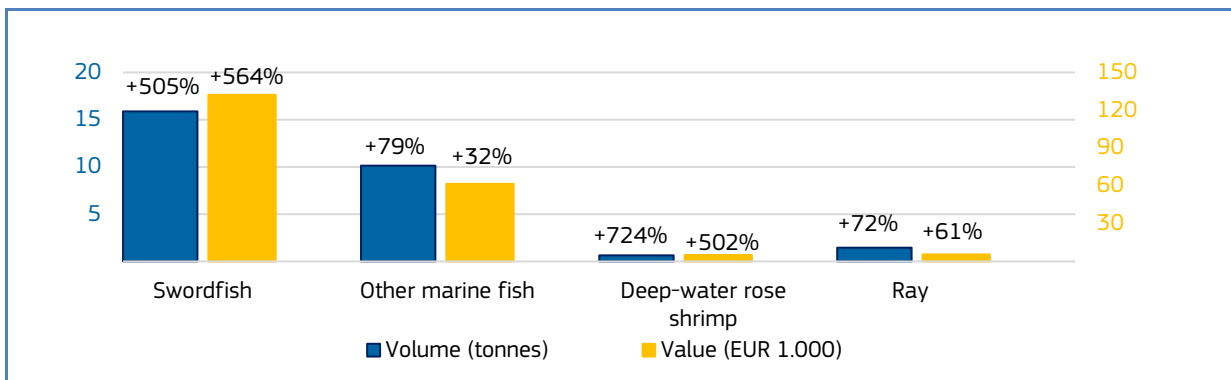 20
15
10
5
+505%
+564%
+79%
+32%
+724%
+502%
+72%
+61%
150
120
90
60
30
Swordfish
Other marine fish
Deep-water rose
shrimp
Ray
Volume (tonnes)
Value (EUR 1.000)